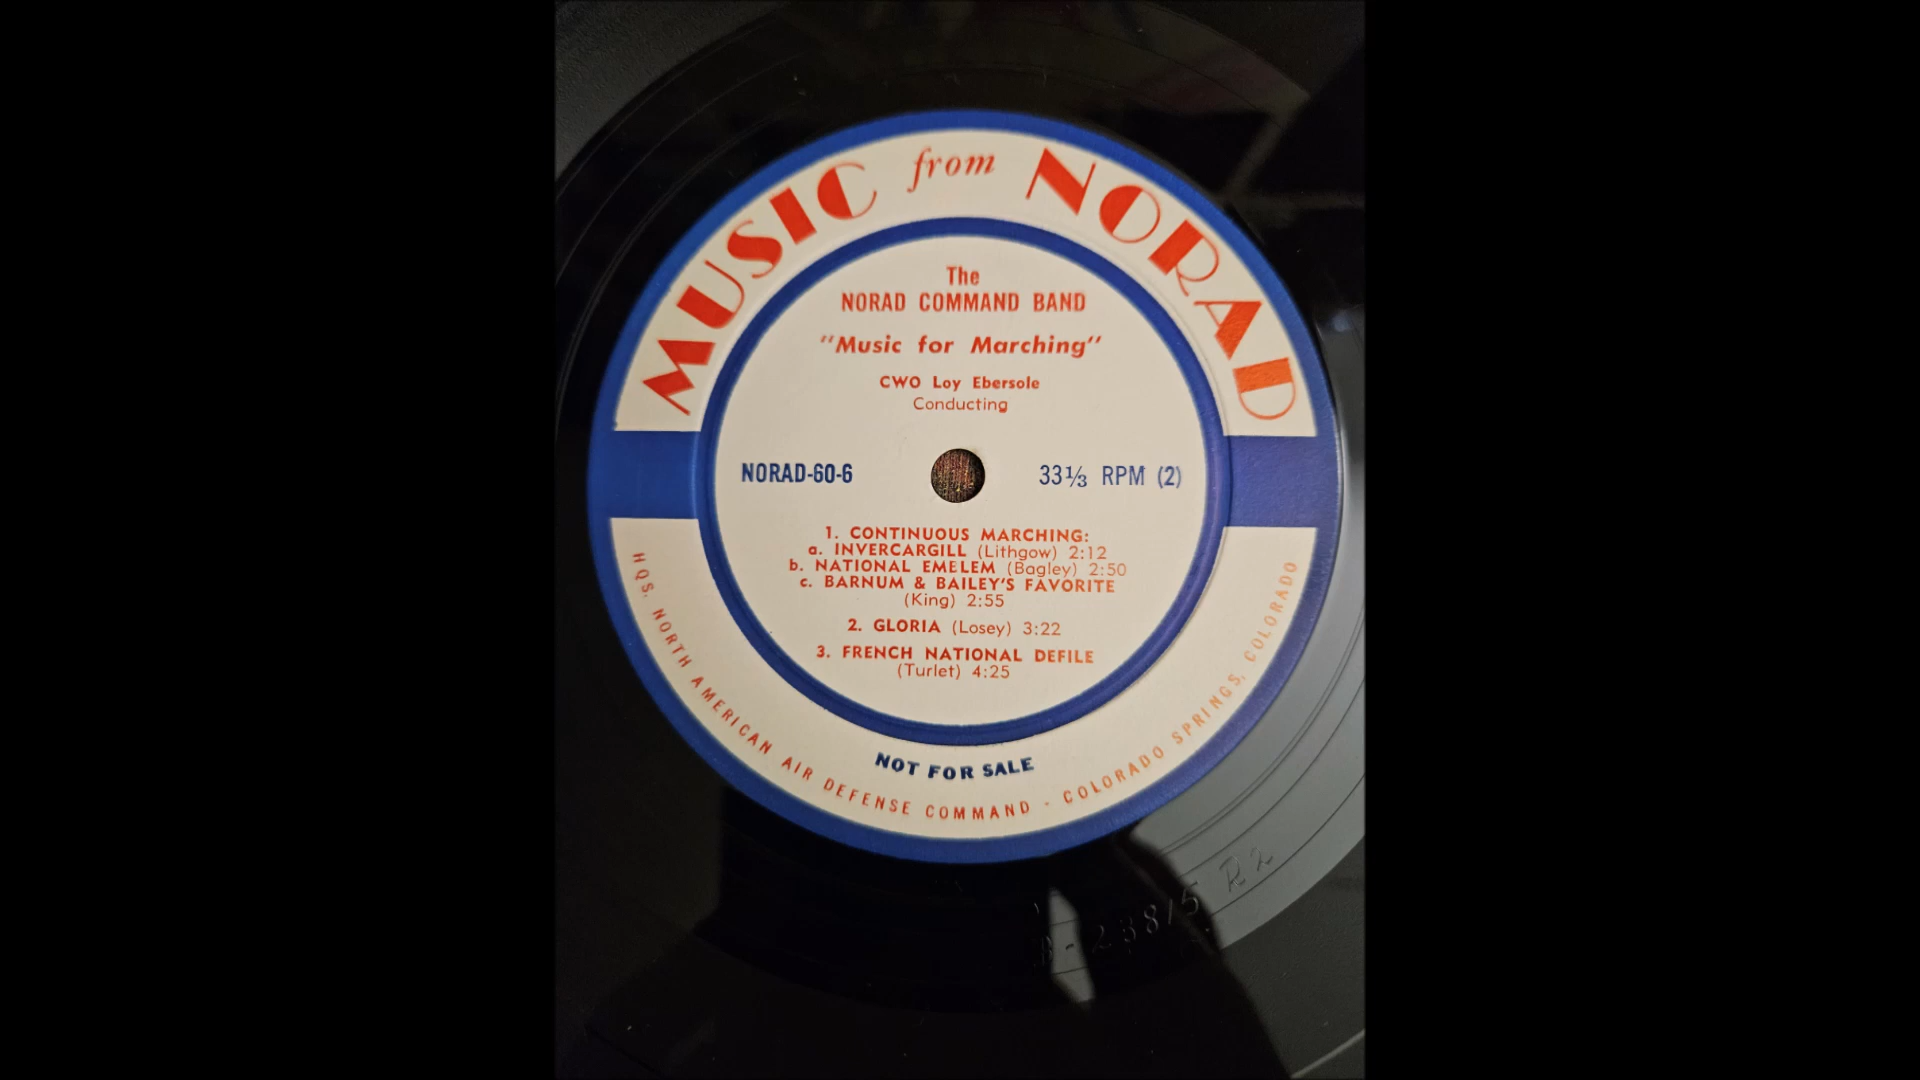 MUSIC from NORAD
The
NORAD COMMAND BAND
"Music for Marching"
CWO Loy Ebersole
Conducting
NORAD-60-6
33⅓ RPM (2)
1. CONTINUOUS MARCHING:
a. INVERCARGILL (Lithgow) 2:12
b. NATIONAL EMELEM (Bagley) 2:50
c. BARNUM & BAILEY'S FAVORITE
(King) 2:55
2. GLORIA (Losey) 3:22
3. FRENCH NATIONAL DEFILE
(Turlet) 4:25
NOT FOR SALE
HQS. NORTH AMERICAN AIR DEFENSE COMMAND - COLORADO SPRINGS, COLORADO
B-23815 R2